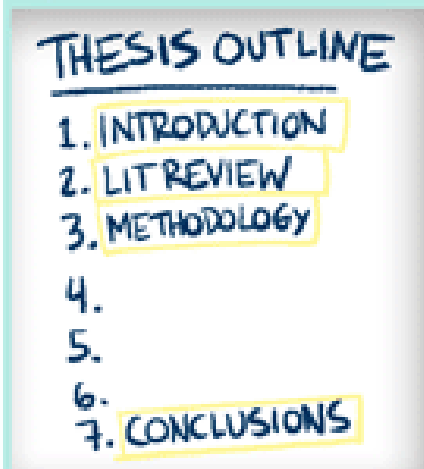 THESIS OUTLINE
1. INTRODUCTION
2. LIT REVIEW
3. METHODOLOGY
4.
5.
6.
7. CONCLUSIONS